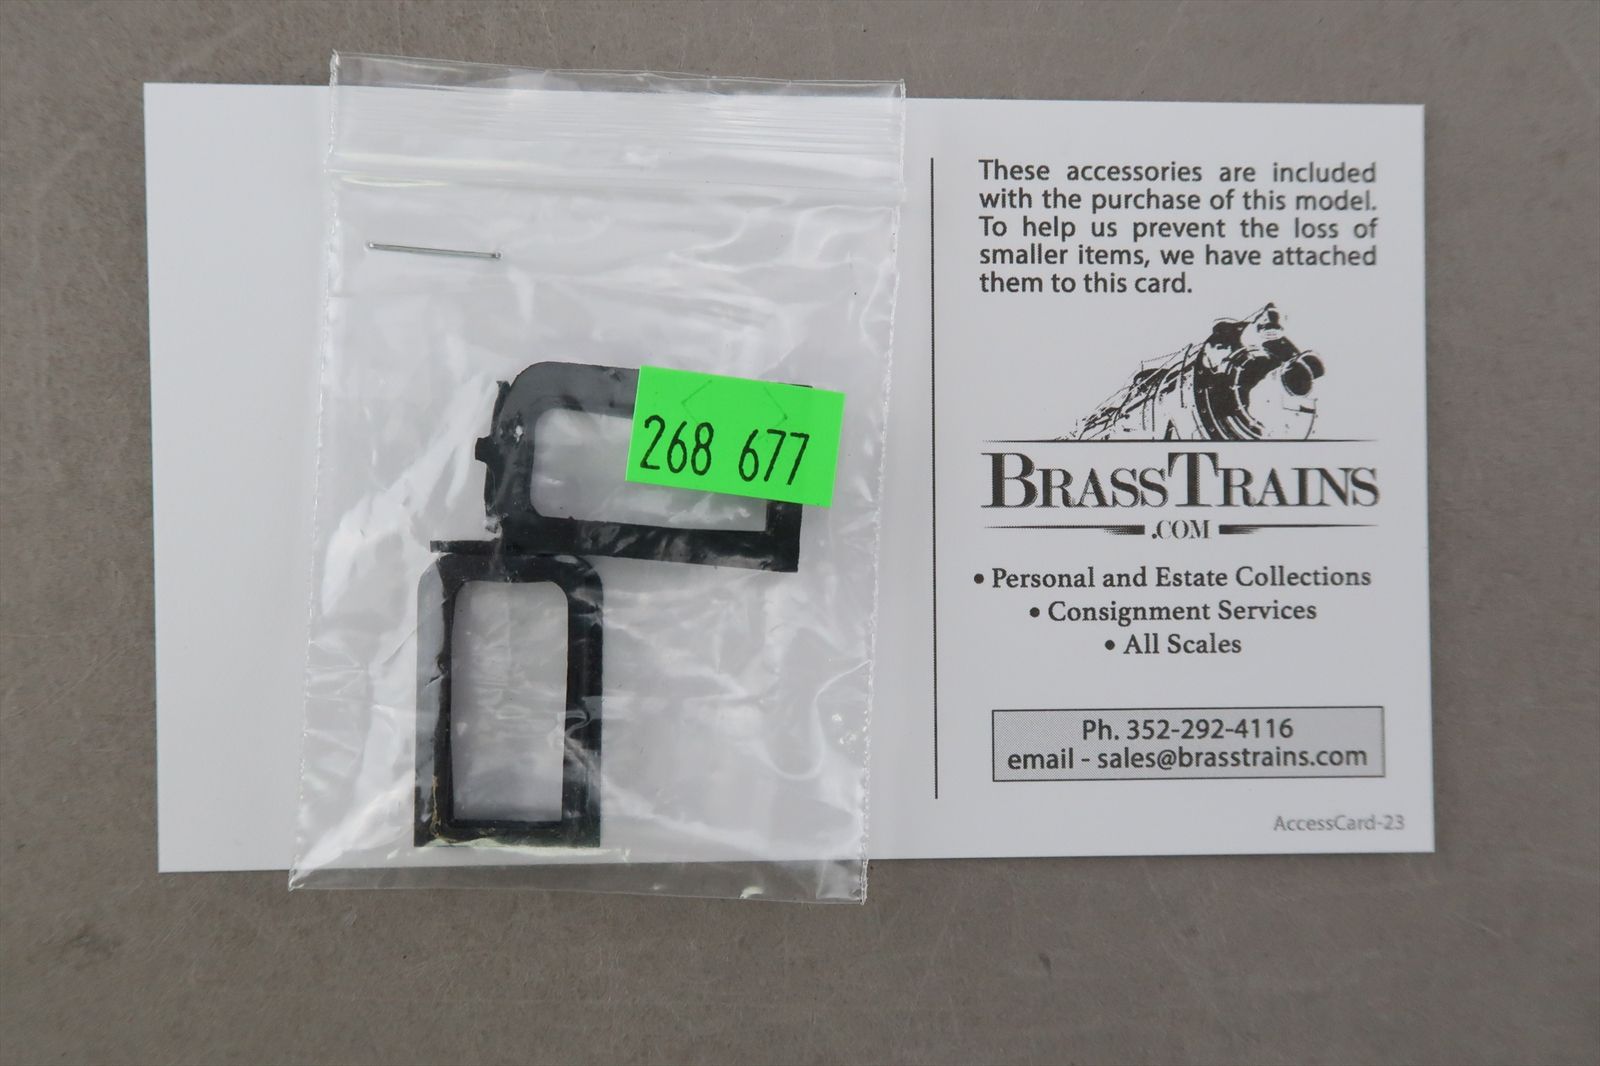 268 677
These accessories are included
with the purchase of this model.
To help us prevent the loss of
smaller items, we have attached
them to this card.
BRASSTRAINS
.COM
• Personal and Estate Collections
• Consignment Services
• All Scales
Ph. 352-292-4116
email - sales@brasstrains.com
AccessCard-23